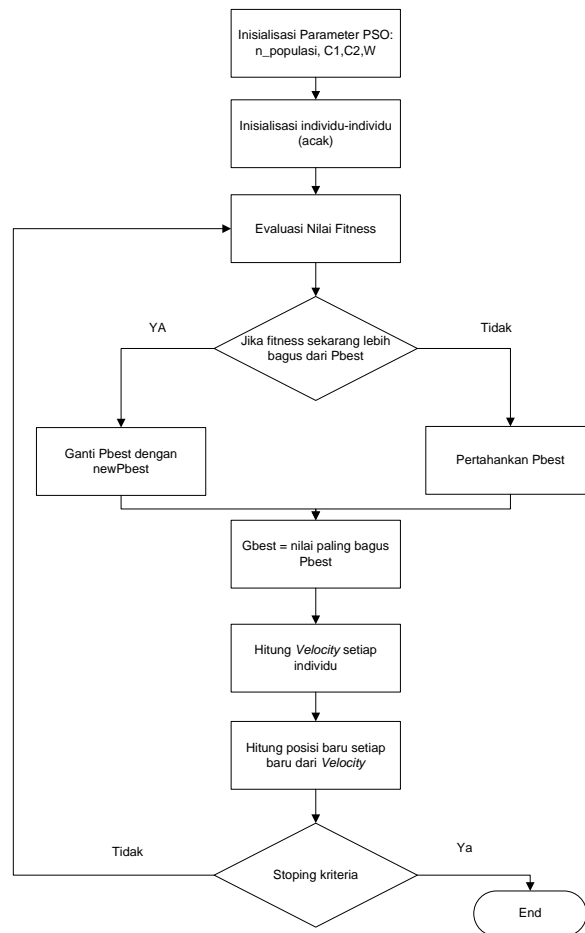 Inisialisasi Parameter PSO:
n_populasi, C1,C2,W
Inisialisasi individu-individu
(acak)
Evaluasi Nilai Fitness
YA
Jika fitness sekarang lebih
bagus dari Pbest
Tidak
Ganti Pbest dengan
newPbest
Pertahankan Pbest
Gbest = nilai paling bagus
Pbest
Hitung Velocity setiap
individu
Hitung posisi baru setiap
baru dari Velocity
Tidak
Stoping kriteria
Ya
End